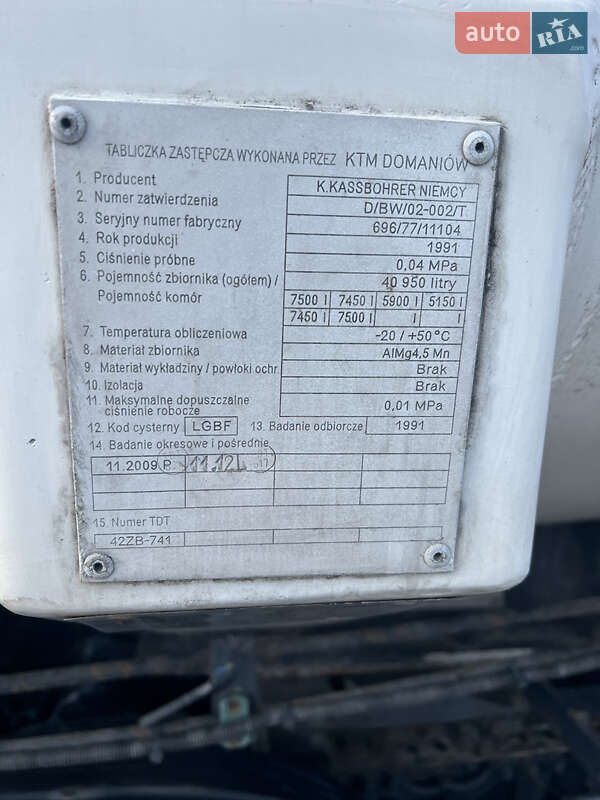 auto RIA .com
TABLICZKA ZASTĘPCZA WYKONANA PRZEZ KTM DOMANIÓW
1. Producent K.KASSBOHRER NIEMCY
2. Numer zatwierdzenia D/BW/02-002/T
3. Seryjny numer fabryczny 696/77/11104
4. Rok produkcji 1991
5. Ciśnienie próbne 0,04 MPa
6. Pojemność zbiornika (ogółem) / 40 950 litry
Pojemność komór 7500 l 7450 l 5900 l 5150 l
7450 l 7500 l l l
7. Temperatura obliczeniowa -20 / +50°C
8. Materiał zbiornika AlMg4,5 Mn
9. Materiał wykładziny / powłoki ochr. Brak
10. Izolacja Brak
11. Maksymalne dopuszczalne
ciśnienie robocze 0,01 MPa
12. Kod cysterny LGBF 13. Badanie odbiorcze 1991
14. Badanie okresowe i pośrednie
11.2009 P 11.12L
15. Numer TDT
42ZB-741